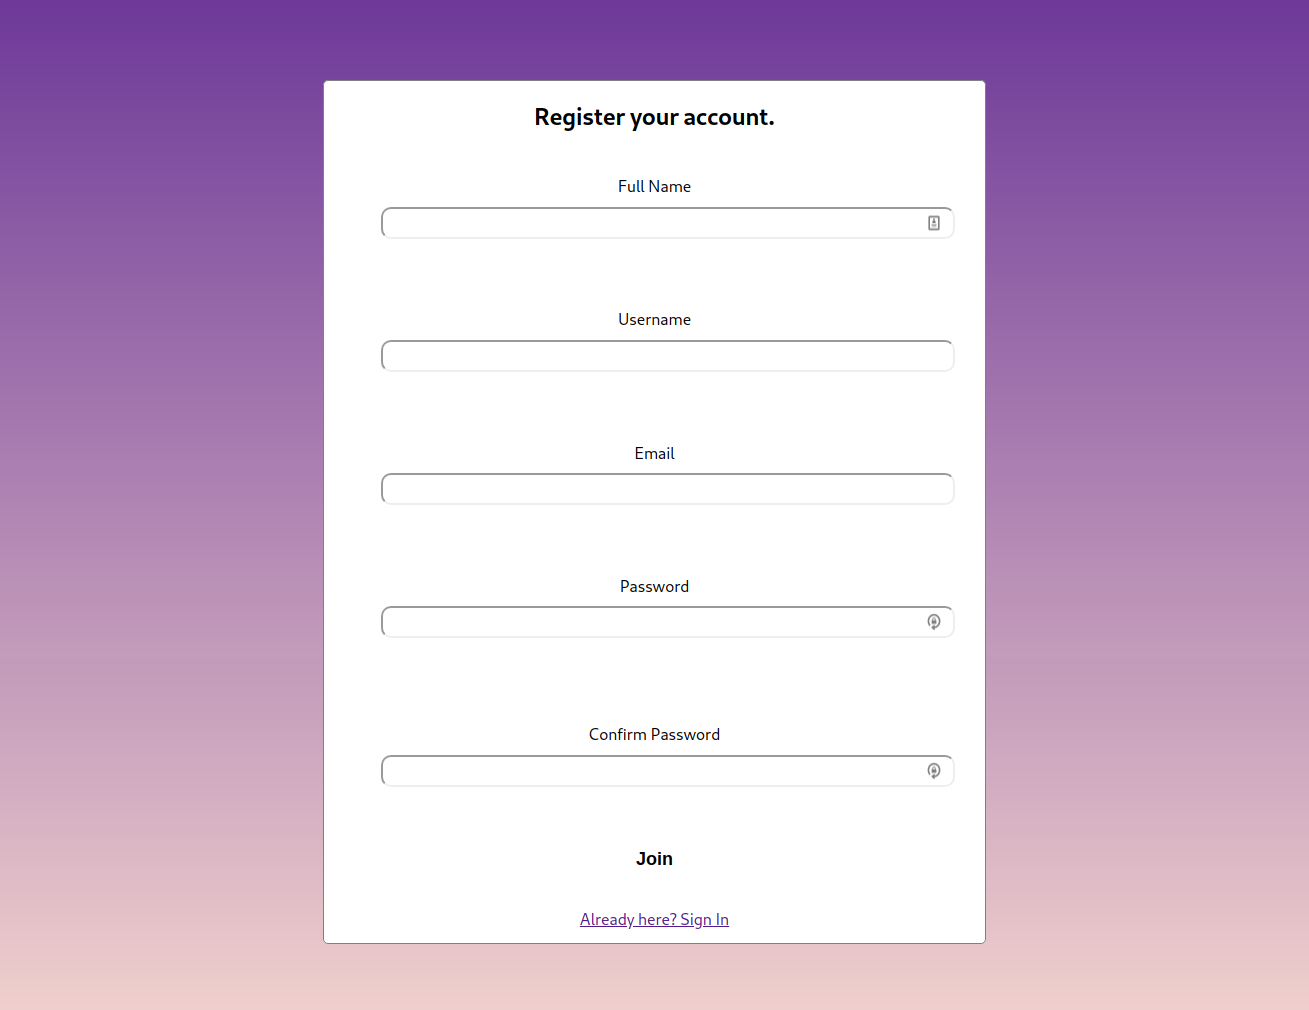 Register your account.
Full Name
Username
Email
Password
Confirm Password
Join
Already here? Sign In